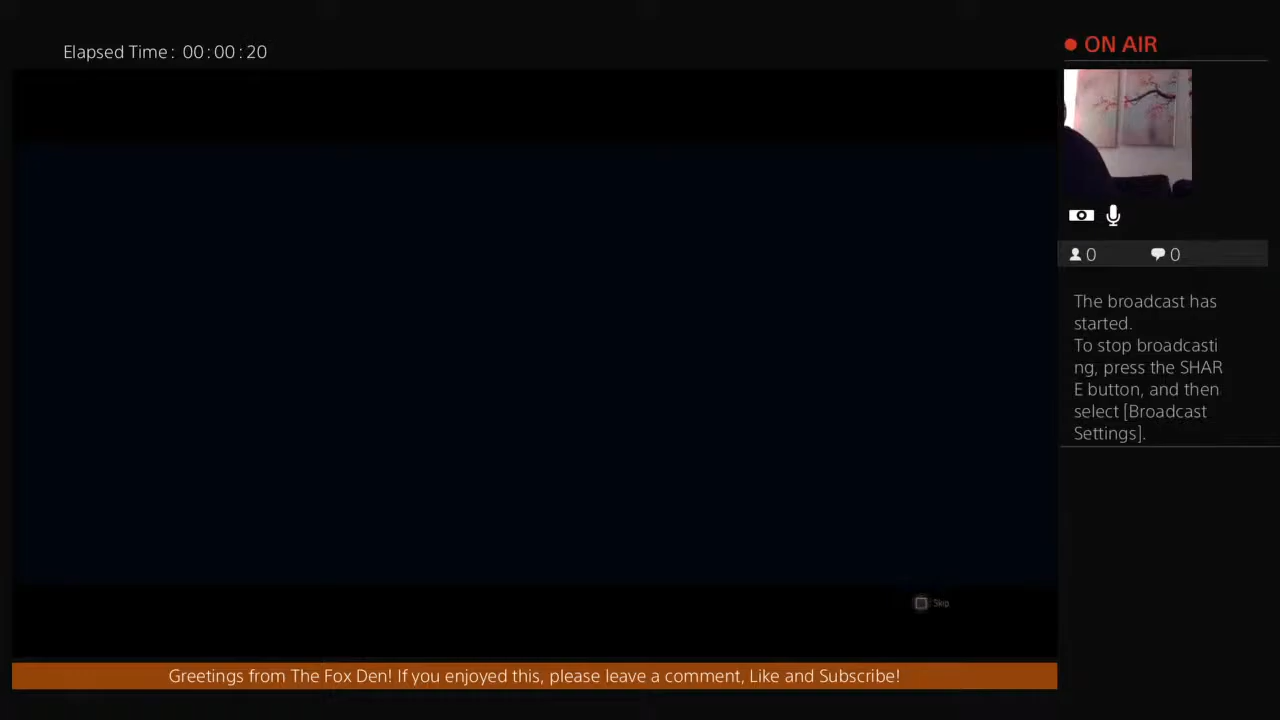 Elapsed Time: 00:00:20
ON AIR
0 0
The broadcast has
started.
To stop broadcasti
ng, press the SHAR
E button, and then
select [Broadcast
Settings].
Skip
Greetings from The Fox Den! If you enjoyed this, please leave a comment, Like and Subscribe!